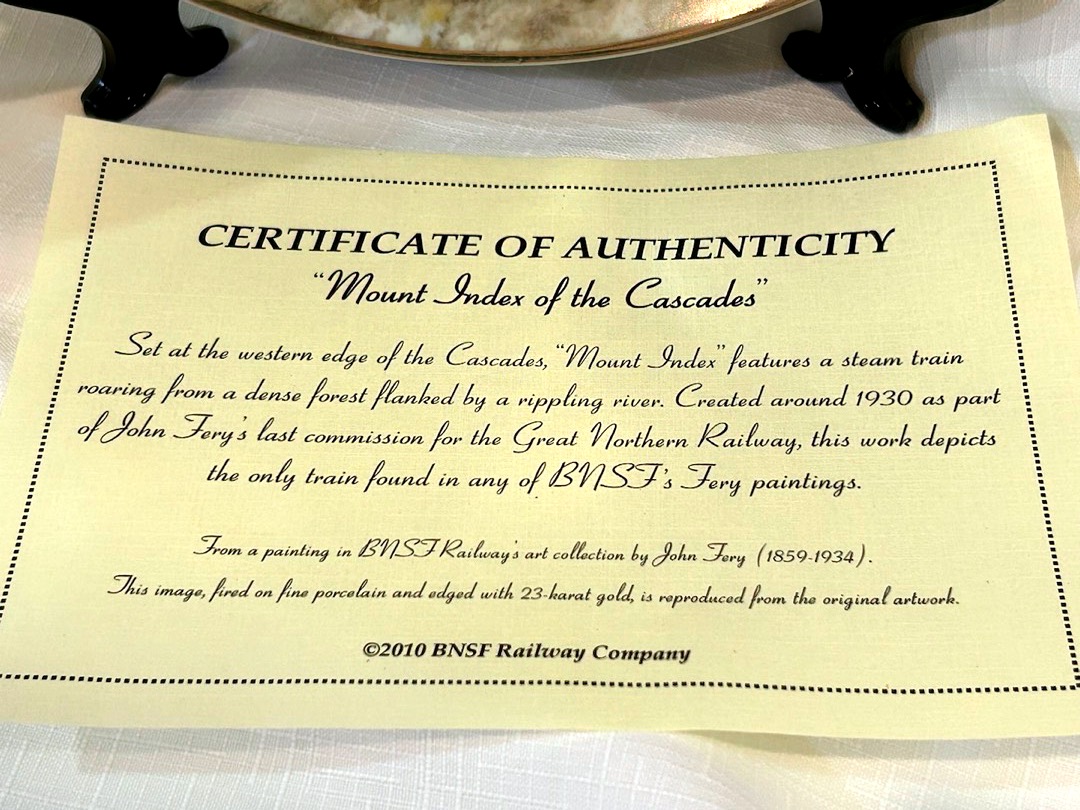 CERTIFICATE OF AUTHENTICITY
“Mount Index of the Cascades”
Set at the western edge of the Cascades, “Mount Index” features a steam train
roaring from a dense forest flanked by a rippling river. Created around 1930 as part
of John Fery's last commission for the Great Northern Railway, this work depicts
the only train found in any of BNSF's Fery paintings.
From a painting in BNSF Railway's art collection by John Fery (1859-1934).
This image, fired on fine porcelain and edged with 23-karat gold, is reproduced from the original artwork.
©2010 BNSF Railway Company